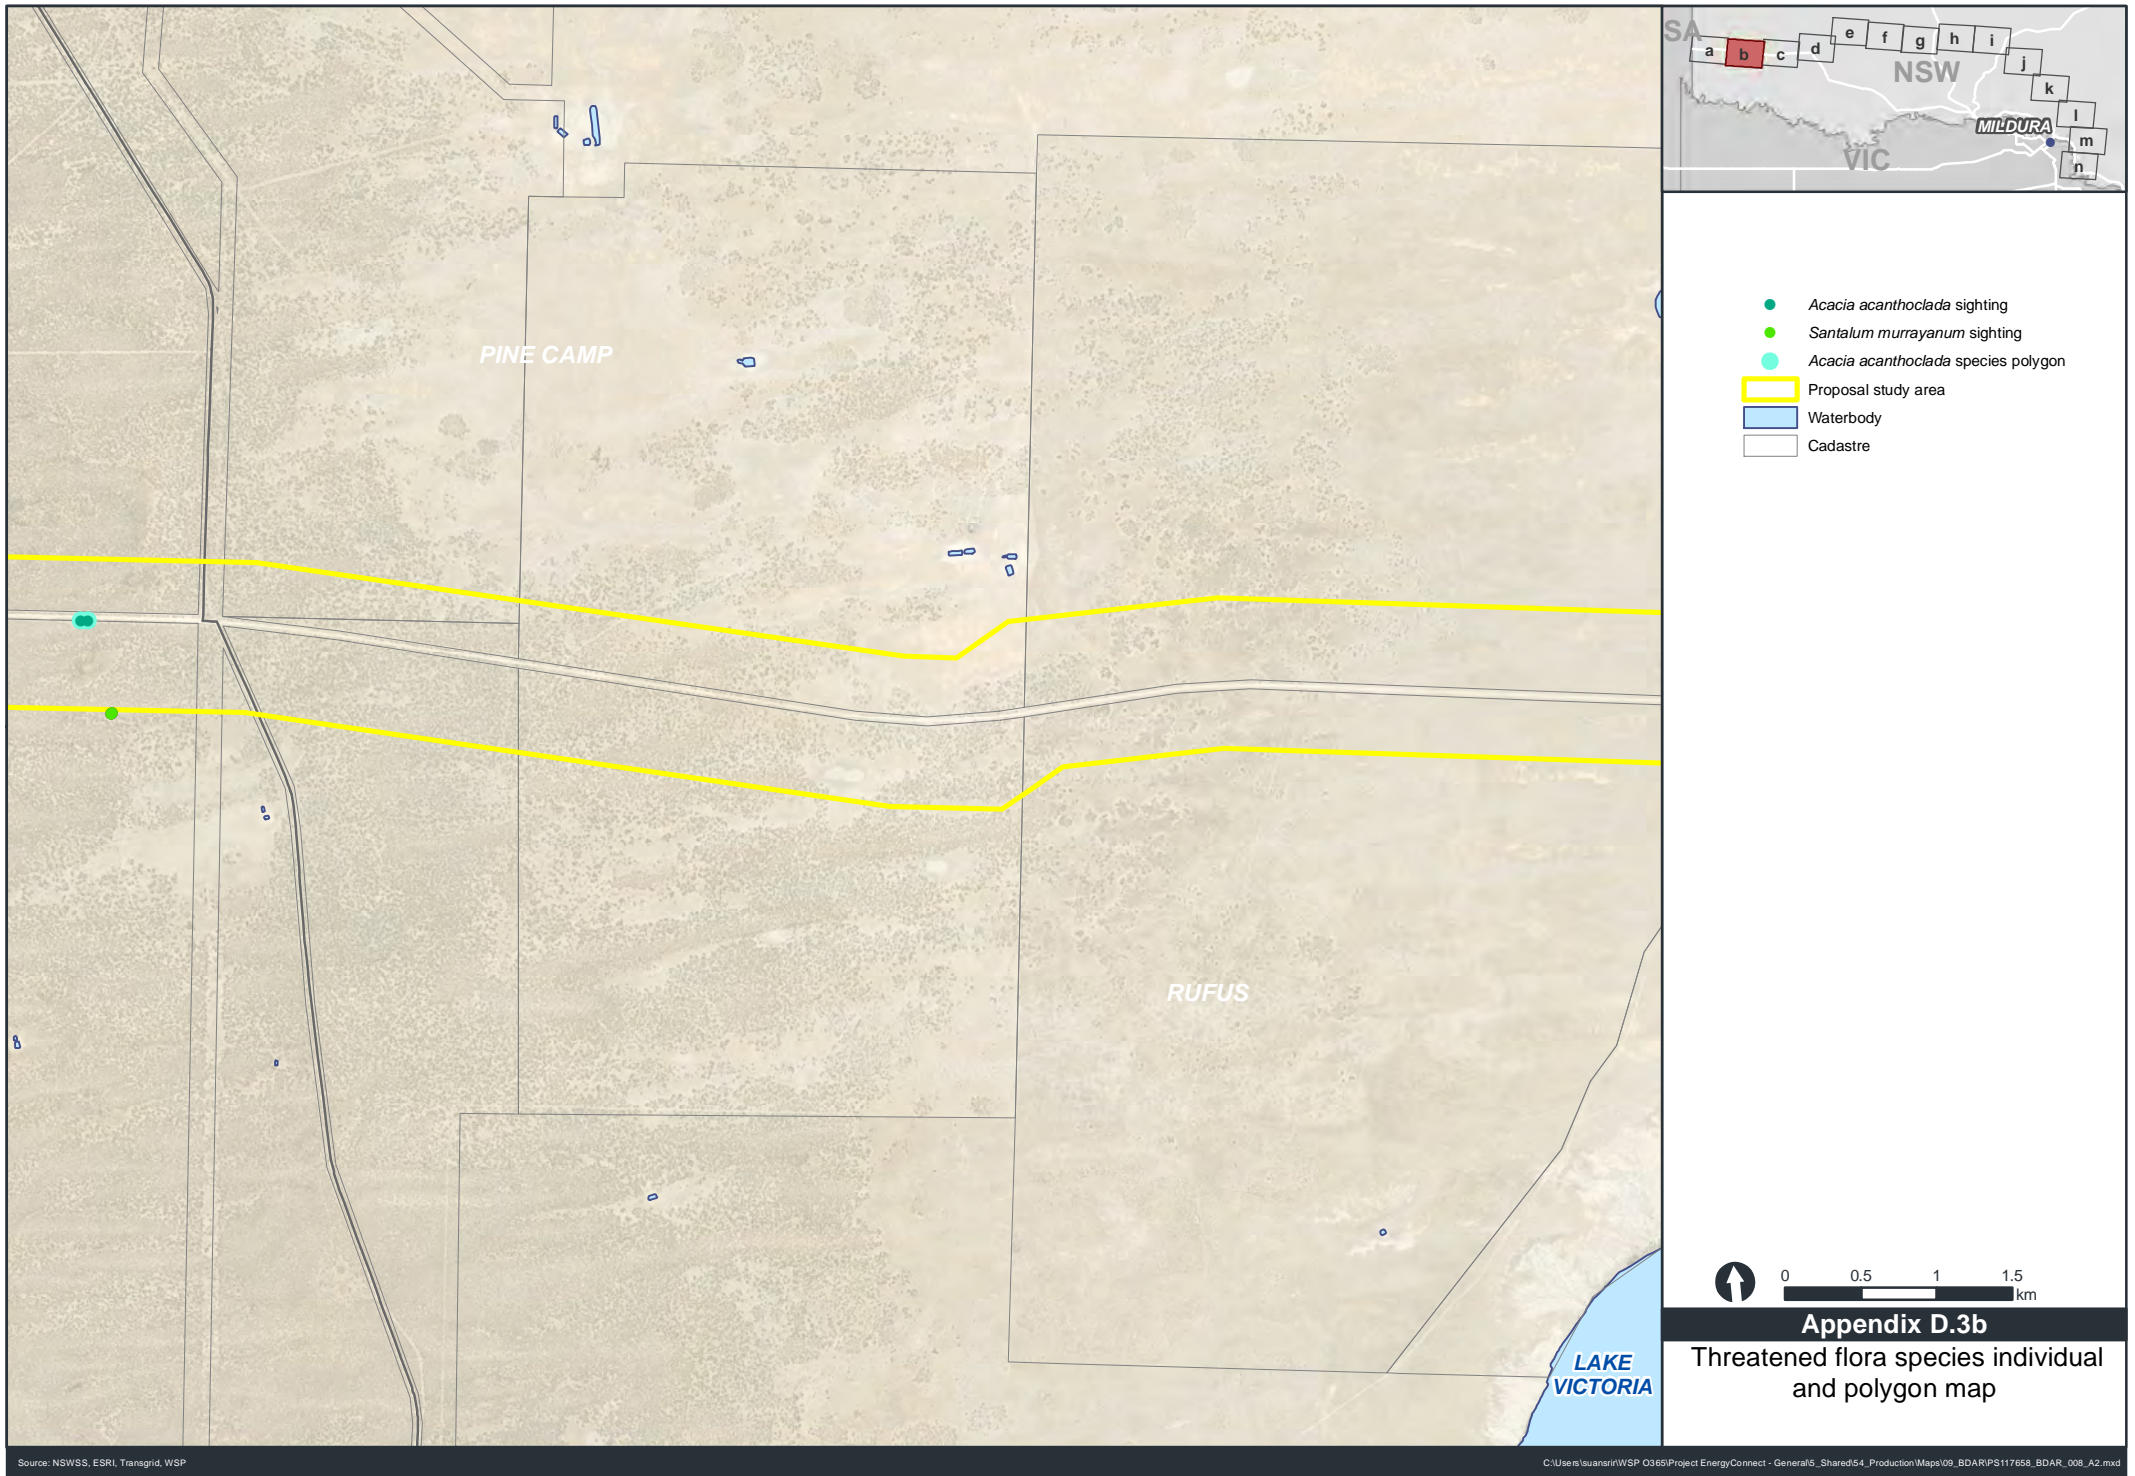 SA
a
b
c
d
e
f
g
h
i
j
k
l
m
n
NSW
MILDURA
VIC
PINE CAMP
RUFUS
LAKE
VICTORIA
Acacia acanthoclada sighting
Santalum murrayanum sighting
Acacia acanthoclada species polygon
Proposal study area
Waterbody
Cadastre
0 0.5 1 1.5
km
Appendix D.3b
Threatened flora species individual
and polygon map
Source: NSWSS, ESRI, Transgrid, WSP
C:\Users\suansrir\WSP O365\Project EnergyConnect - General\5_Shared\54_Production\Maps\09_BDAR\PS117658_BDAR_008_A2.mxd